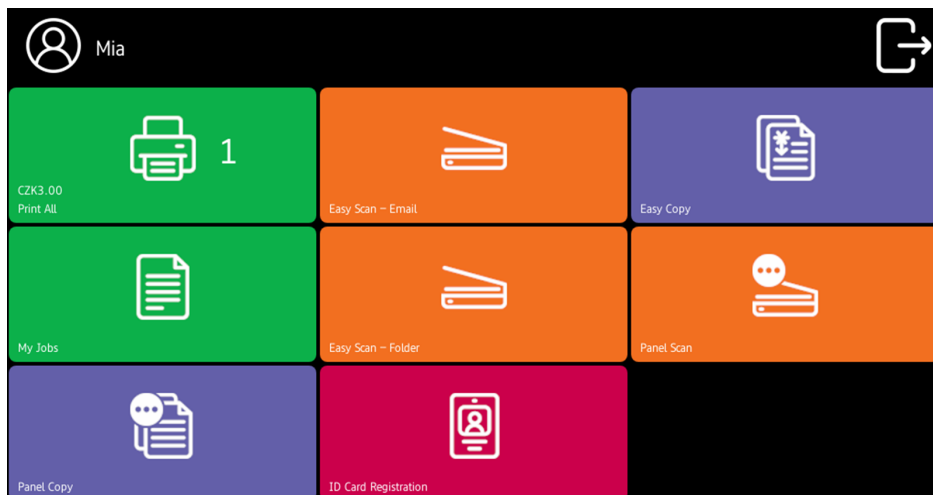 Mia
1
CZK3.00
Print All
Easy Scan – Email
Easy Copy
My Jobs
Easy Scan – Folder
Panel Scan
Panel Copy
ID Card Registration